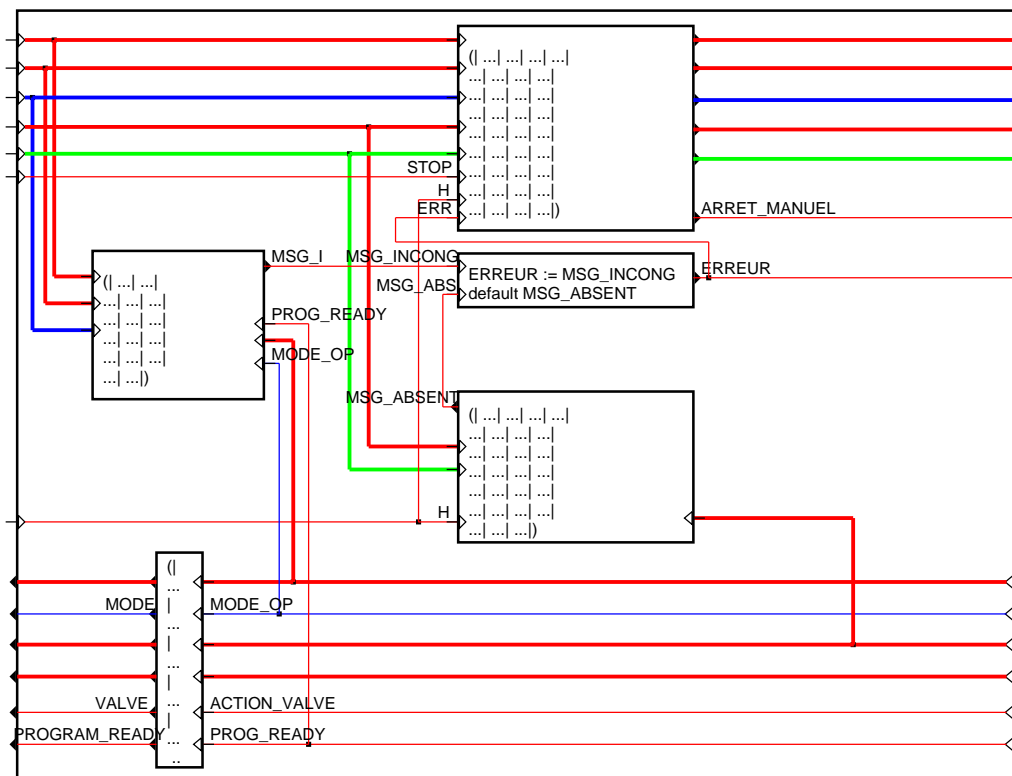 (| ...| ...| ...| ...|
...| ...| ...| ...|
...| ...| ...| ...|
...| ...| ...| ...|
...| ...| ...| ...|
...| ...| ...| ...|
...| ...| ...| ...|
...| ...| ...| ...|)
STOP
H
ERR
ARRET_MANUEL
MSG_I
MSG_INCONG
ERREUR := MSG_INCONG
default MSG_ABSENT
ERREUR
MSG_ABS
(| ...| ...|
...| ...| ...|
...| ...| ...|
...| ...| ...|
...| ...| ...|
...| ...|)
PROG_READY
MODE_OP
MSG_ABSENT
(| ...| ...| ...| ...|
...| ...| ...| ...|
...| ...| ...| ...|
...| ...| ...| ...|
...| ...| ...| ...|
...| ...| ...| ...|
...| ...| ...|)
H
(|
...
|
...
|
...
|
...
|
...
..
MODE
MODE_OP
VALVE
ACTION_VALVE
PROGRAM_READY
PROG_READY